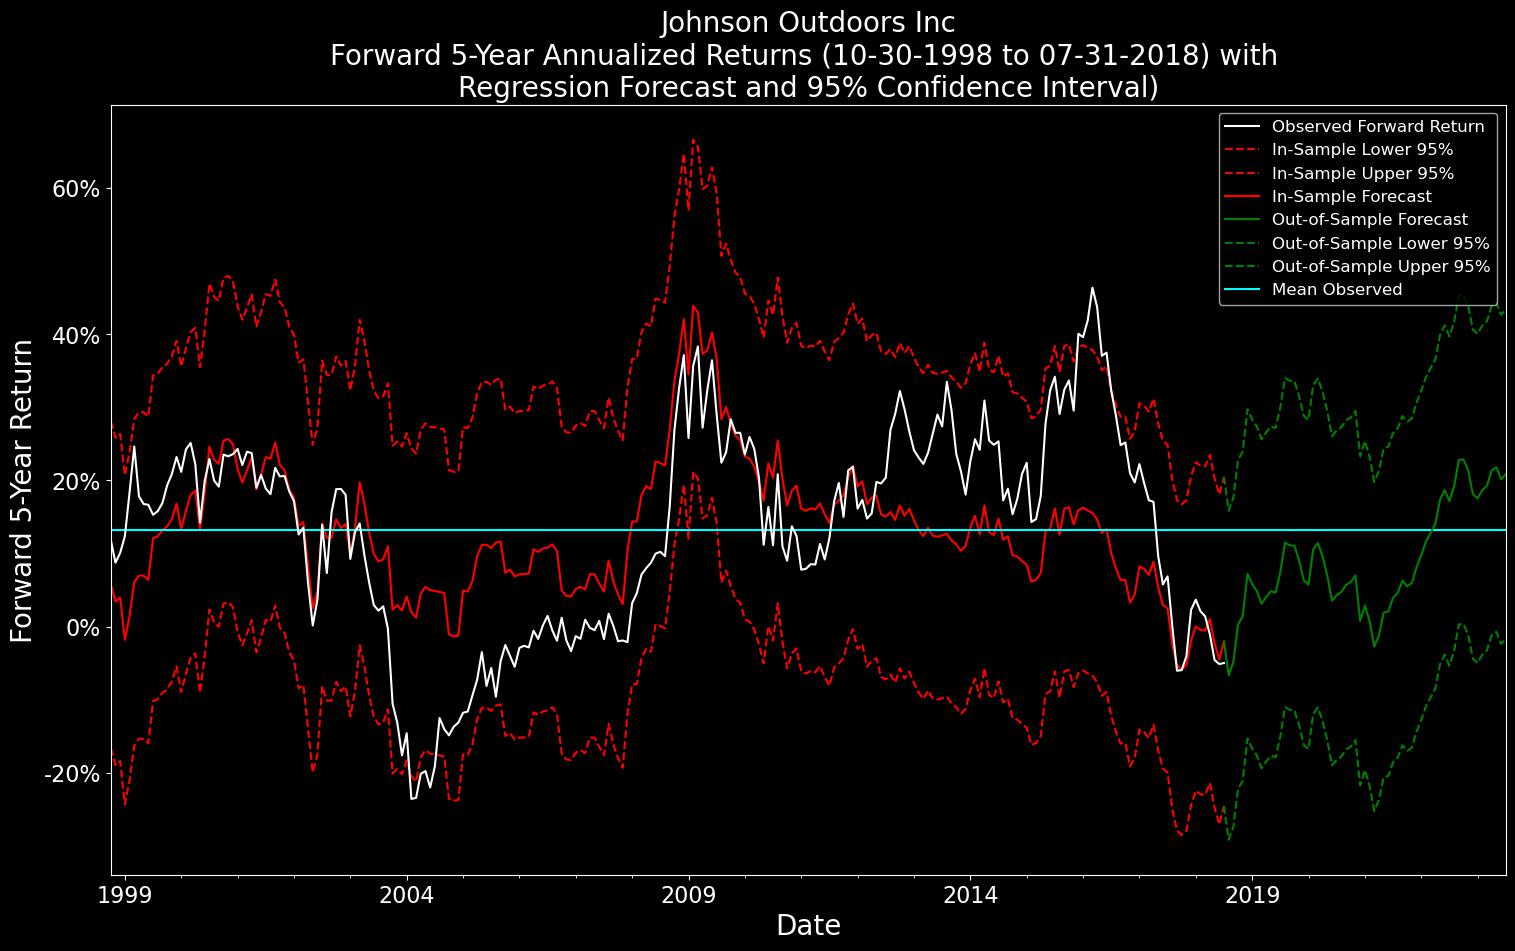 Johnson Outdoors Inc
Forward 5-Year Annualized Returns (10-30-1998 to 07-31-2018) with
Regression Forecast and 95% Confidence Interval)
Observed Forward Return
In-Sample Lower 95%
In-Sample Upper 95%
In-Sample Forecast
Out-of-Sample Forecast
Out-of-Sample Lower 95%
Out-of-Sample Upper 95%
Mean Observed
Forward 5-Year Return
60%
40%
20%
0%
-20%
1999 2004 2009 2014 2019
Date